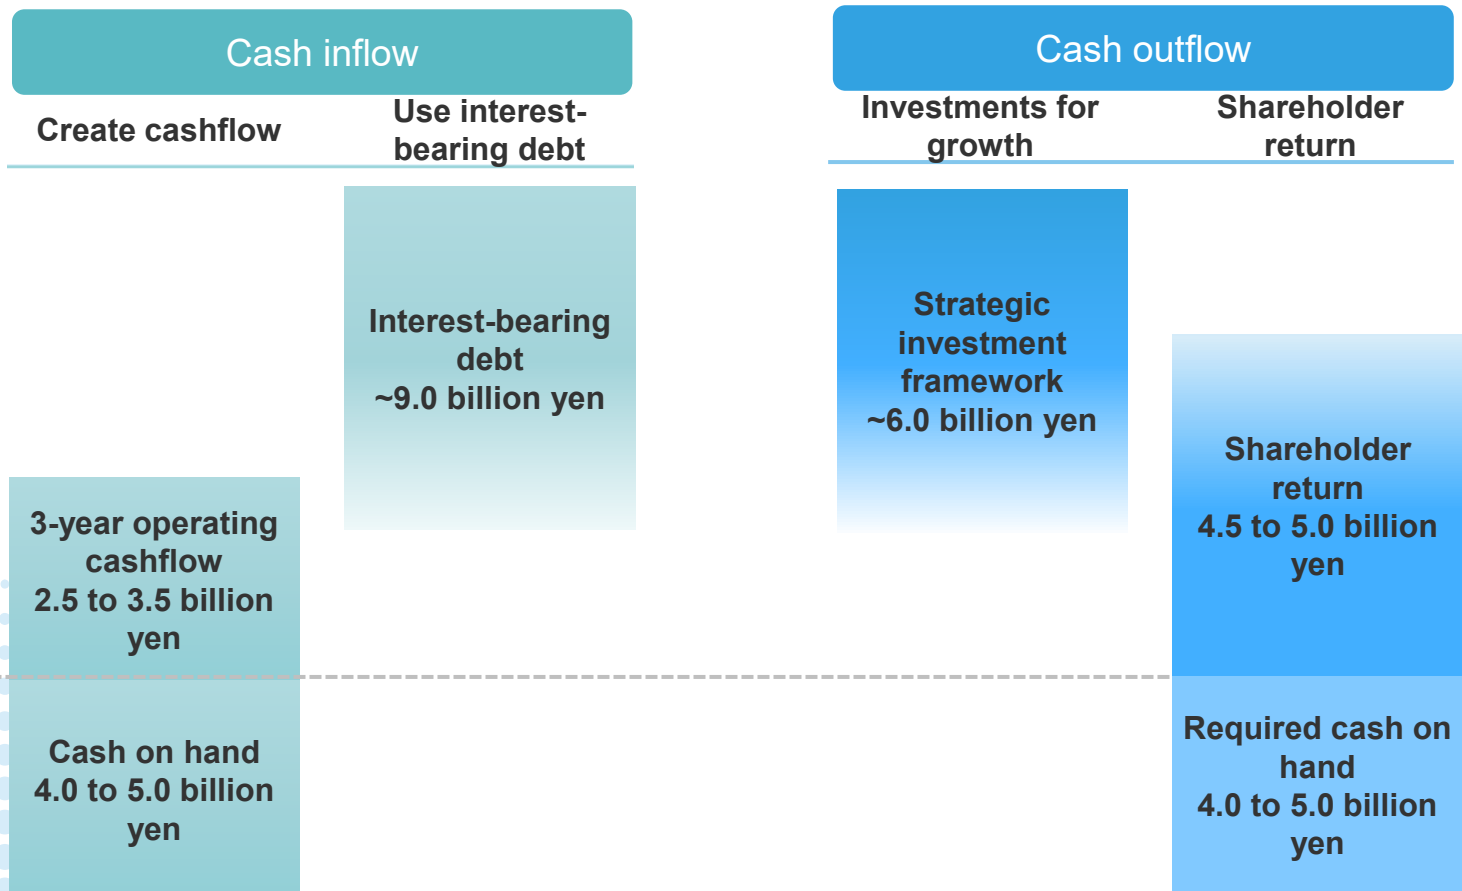 Cash inflow
Create cashflow
Use interest-
bearing debt
Interest-bearing
debt
~9.0 billion yen
3-year operating
cashflow
2.5 to 3.5 billion
yen
Cash on hand
4.0 to 5.0 billion
yen
Cash outflow
Investments for
growth
Shareholder
return
Strategic
investment
framework
~6.0 billion yen
Shareholder
return
4.5 to 5.0 billion
yen
Required cash on
hand
4.0 to 5.0 billion
yen